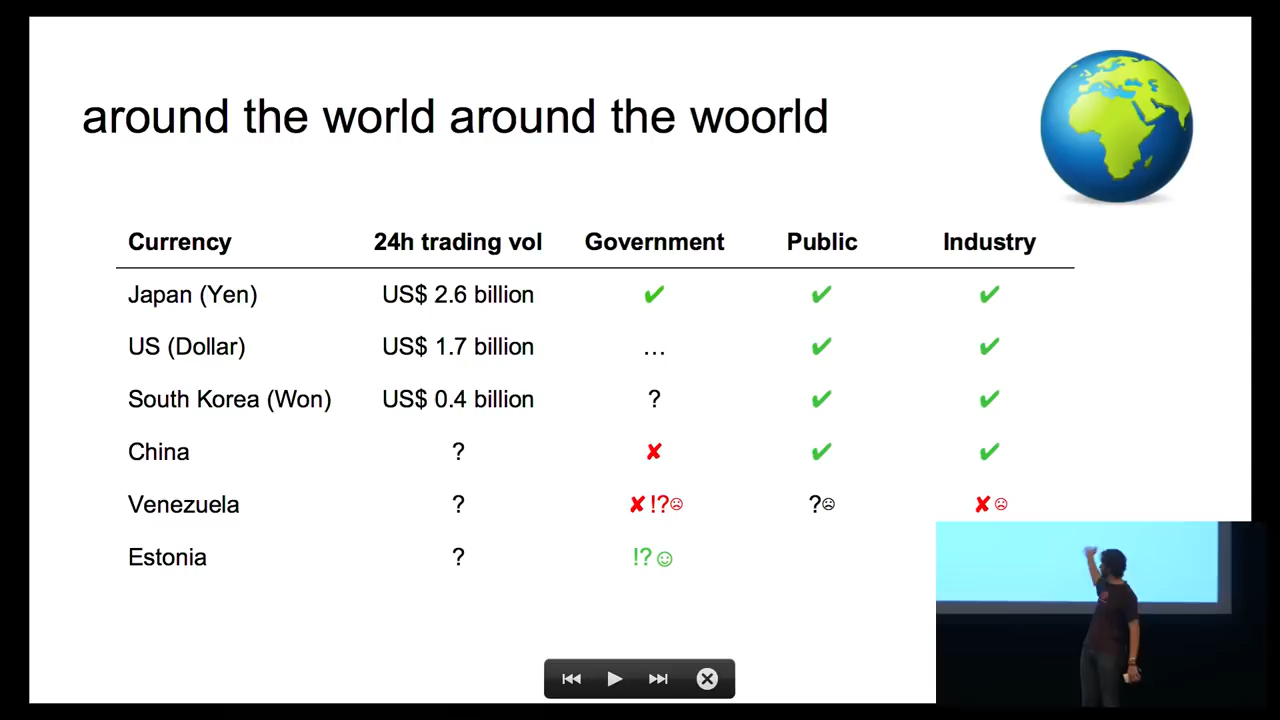 around the world around the woorld
Currency 24h trading vol Government Public Industry
Japan (Yen) US$ 2.6 billion ✔ ✔ ✔
US (Dollar) US$ 1.7 billion … ✔ ✔
South Korea (Won) US$ 0.4 billion ? ✔ ✔
China ? ✘ ✔ ✔
Venezuela ? ✘!?☹ ?☹ ✘☹
Estonia ? !?☺